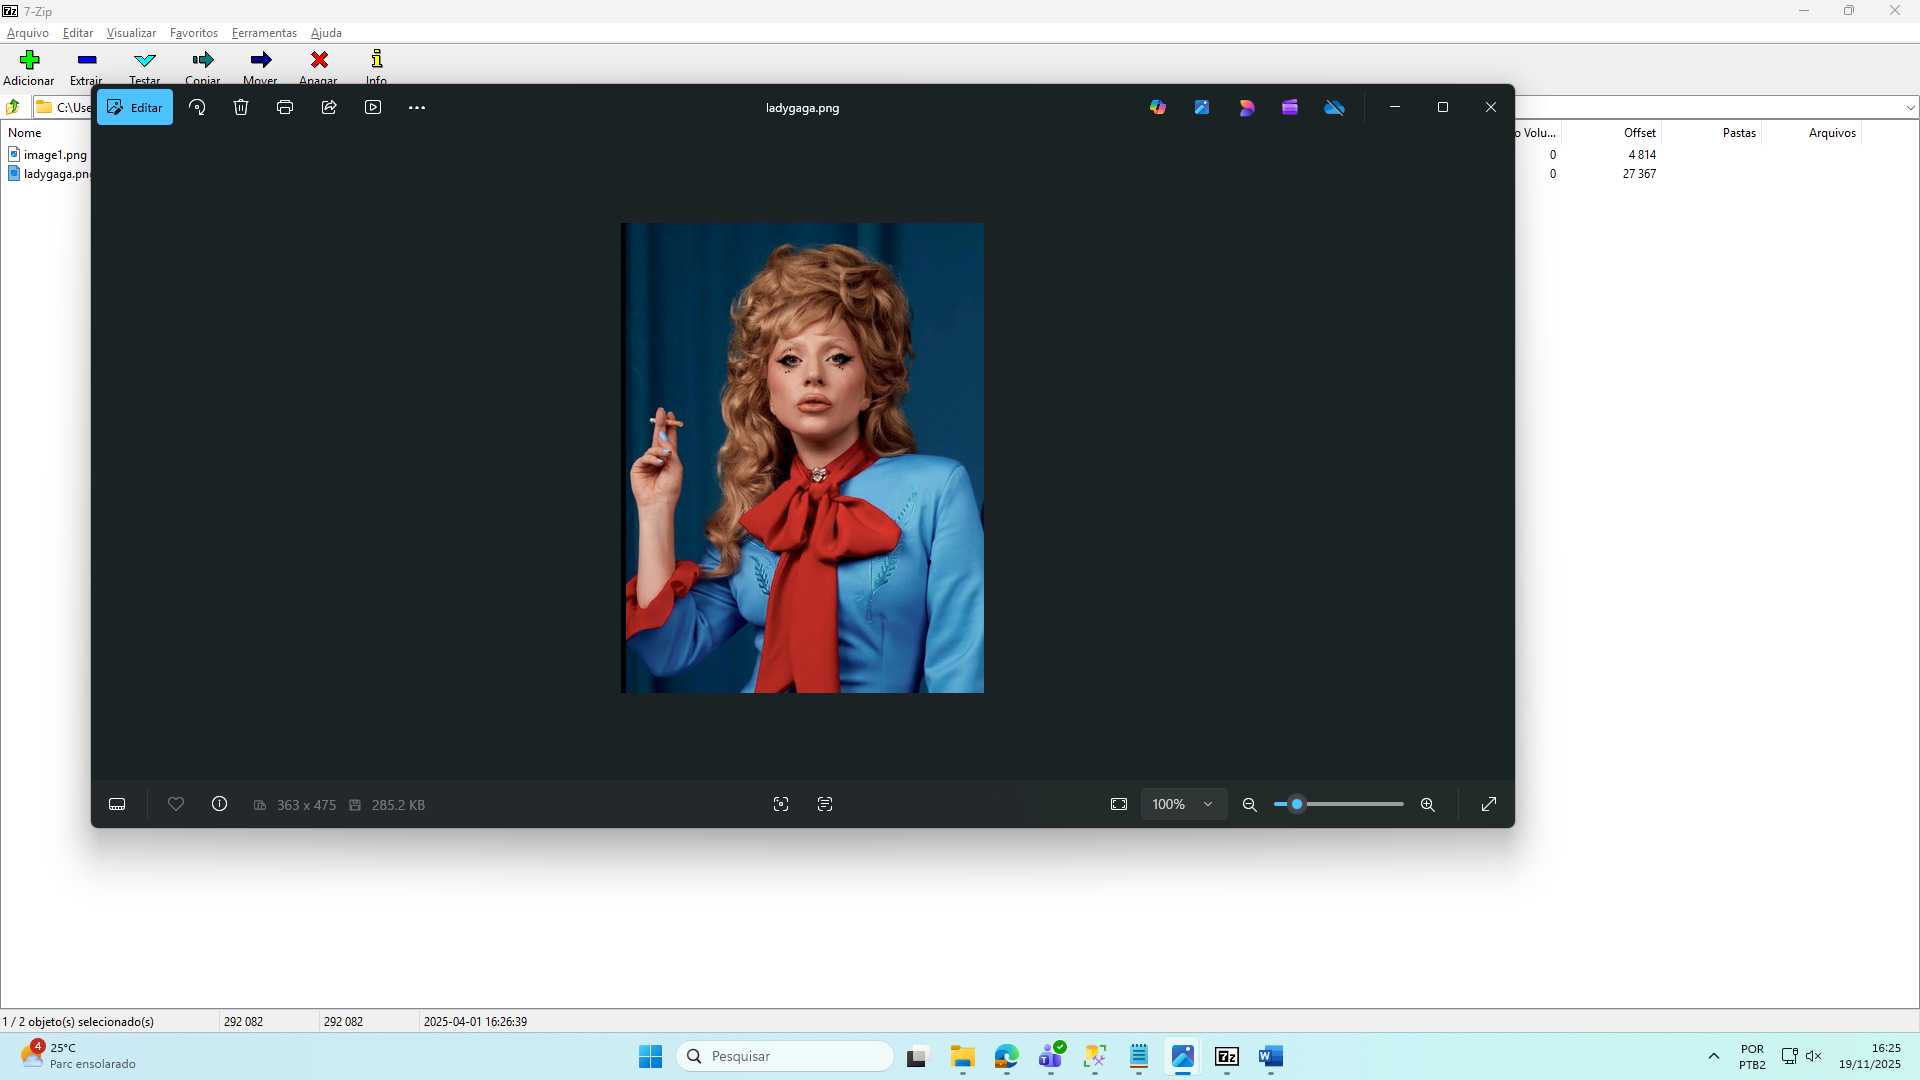 7-Zip
Arquivo Editar Visualizar Favoritos Ferramentas Ajuda
Adicionar Extrair Testar Copiar Mover Apagar Info
C:\Use
Editar
ladygaga.png
Nome
o Volu... Offset Pastas Arquivos
image1.png 0 4 814
ladygaga.png 0 27 367
363 x 475 285.2 KB
100%
1 / 2 objeto(s) selecionado(s) 292 082 292 082 2025-04-01 16:26:39
4
25°C
Parc ensolarado
Pesquisar
POR
PTB2
16:25
19/11/2025